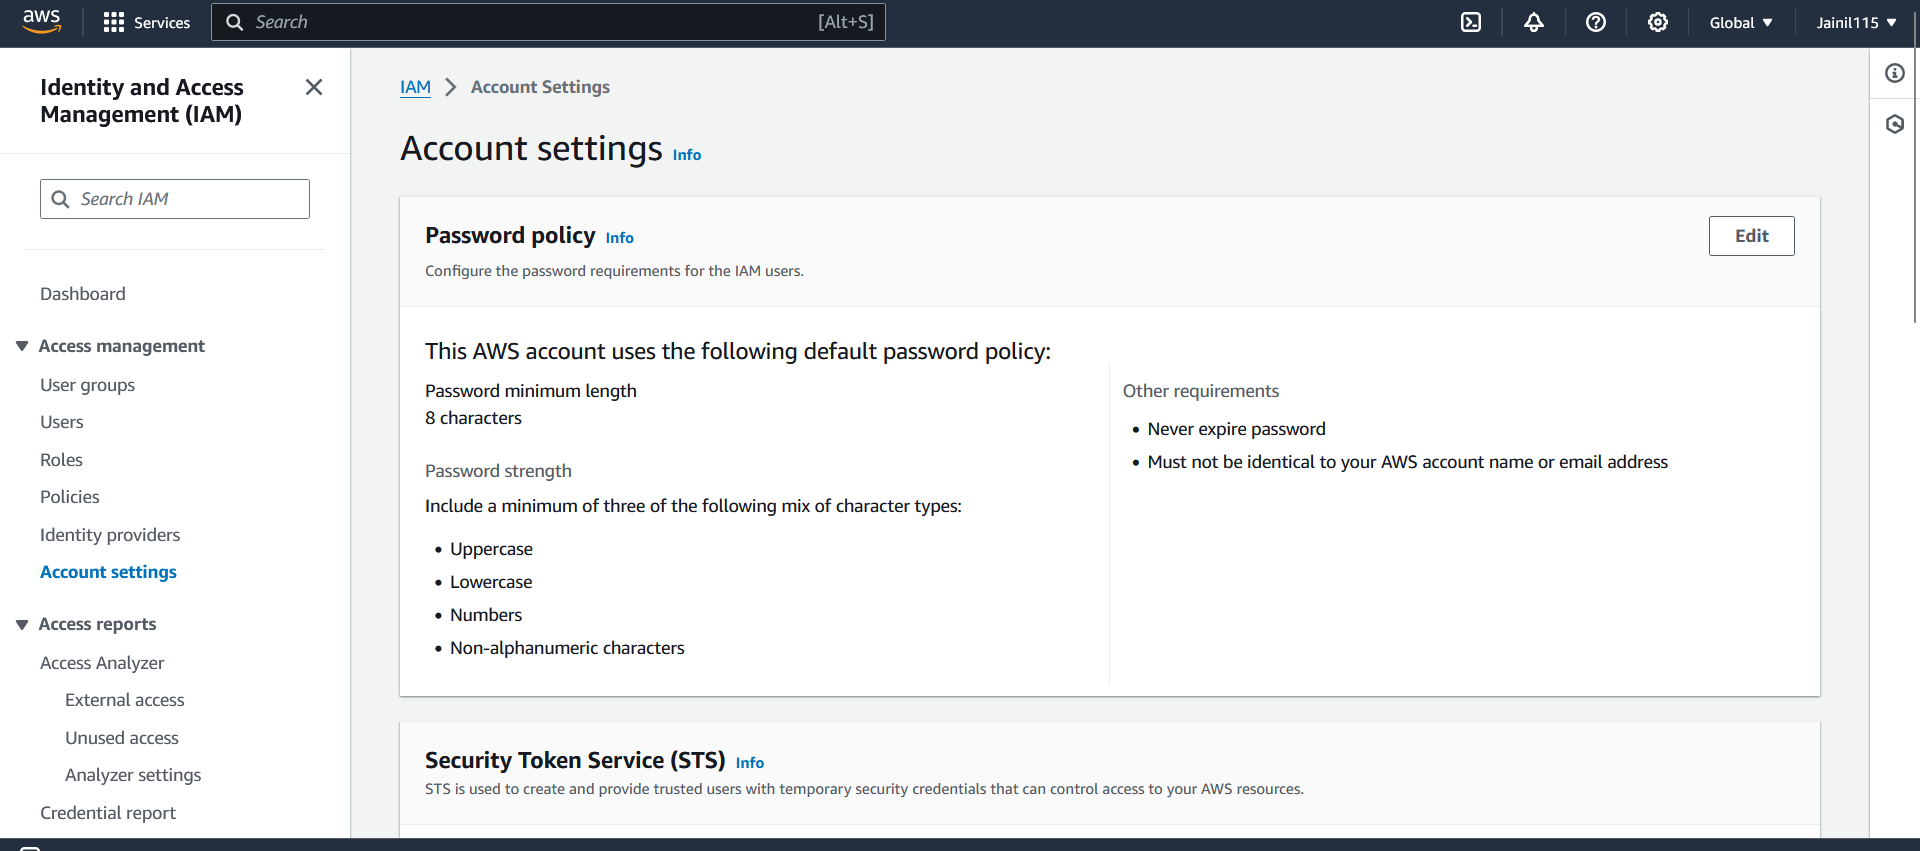 aws
Services
Search
[Alt+S]
Global
Jainil115
Identity and Access
Management (IAM)
Search IAM
Dashboard
Access management
User groups
Users
Roles
Policies
Identity providers
Account settings
Access reports
Access Analyzer
External access
Unused access
Analyzer settings
Credential report
IAM
Account Settings
Account settings Info
Password policy Info
Edit
Configure the password requirements for the IAM users.
This AWS account uses the following default password policy:
Password minimum length
8 characters
Password strength
Include a minimum of three of the following mix of character types:
• Uppercase
• Lowercase
• Numbers
• Non-alphanumeric characters
Other requirements
• Never expire password
• Must not be identical to your AWS account name or email address
Security Token Service (STS) Info
STS is used to create and provide trusted users with temporary security credentials that can control access to your AWS resources.